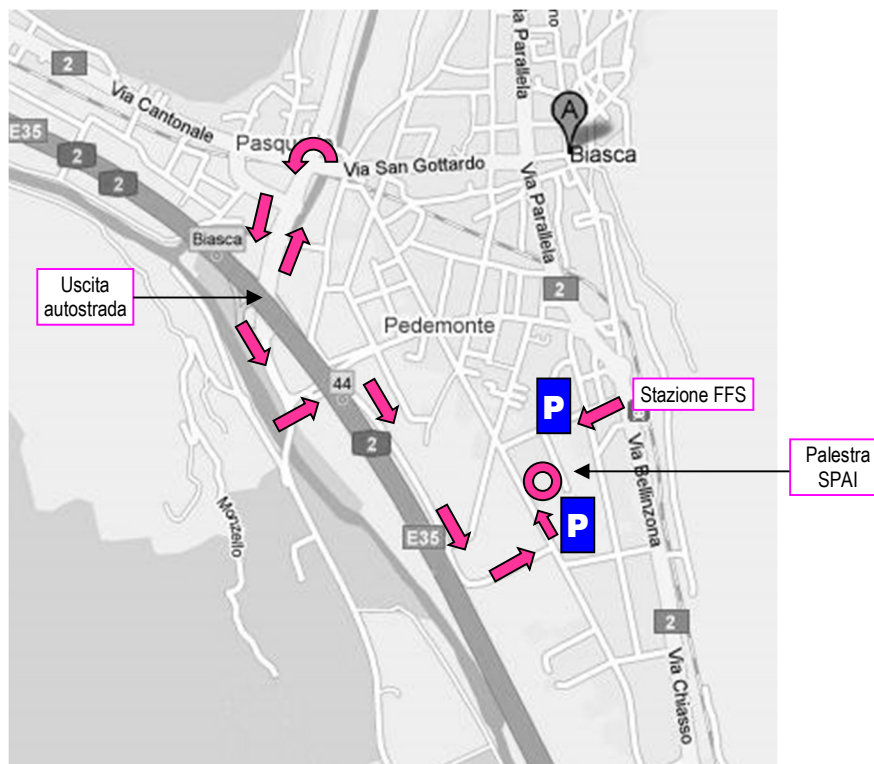 2
Via Cantonale
E35
2
2
Via Parallela
no
A
Biasca
Via San Gottardo
Via Parallela
Biasca
Uscita
autostrada
2
Pedemonte
44
P
Stazione FFS
2
Via Bellinzona
Palestra
SPAI
Monzello
E35
P
2
Via Chiasso